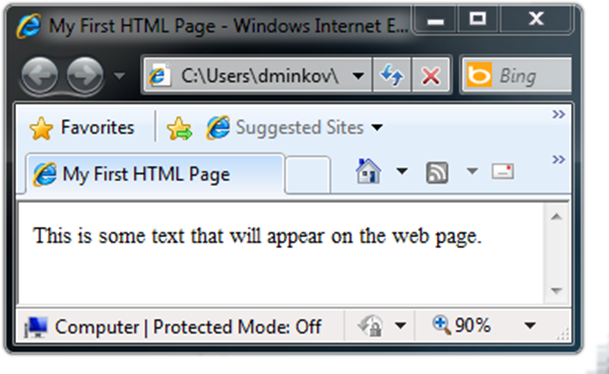 My First HTML Page - Windows Internet E...
C:\Users\dminkov\ Bing
Favorites Suggested Sites
My First HTML Page
This is some text that will appear on the web page.
Computer | Protected Mode: Off 90%